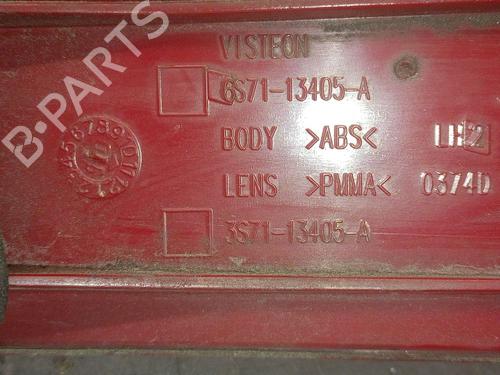 VISTEON
6S71-13405-A
BODY >ABS< LH2
LENS >PMMA< 0374D
3S71-13405-A
B-PARTS